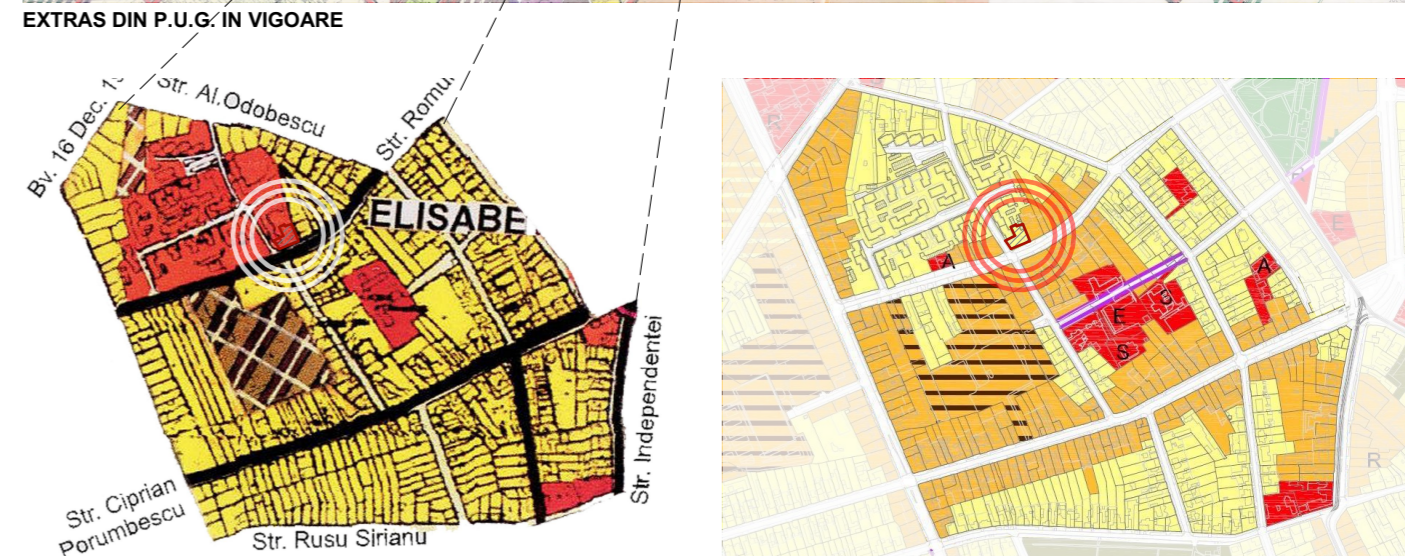 EXTRAS DIN P.U.G. IN VIGOARE
Str. Al.Odobescu
Bv. 16 Dec.
Str.
ELISABE
Str. Independentei
Str. Ciprian
Porumbescu
Str. Rusu Sirianu
A
E
S
A
E
R